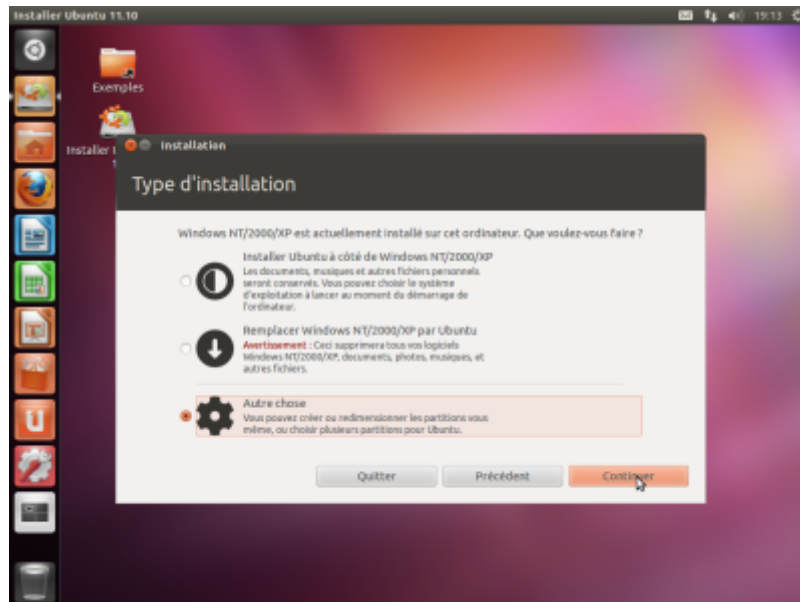 Installer Ubuntu 11.10
19:13
Exemples
Installer
Installation
Type d'installation
Windows NT/2000/XP est actuellement installé sur cet ordinateur. Que voulez-vous faire ?
Installer Ubuntu à côté de Windows NT/2000/XP
Les documents, musiques et autres fichiers personnels
seront conservés. Vous pouvez choisir le système
d'exploitation à lancer au moment du démarrage de
l'ordinateur.
Remplacer Windows NT/2000/XP par Ubuntu
Avertissement : Ceci supprimera tous vos logiciels
Windows NT/2000/XP, documents, photos, musiques, et
autres fichiers.
Autre chose
Vous pouvez créer ou redimensionner les partitions vous
même, ou choisir plusieurs partitions pour Ubuntu.
Quitter
Précédent
Continuer